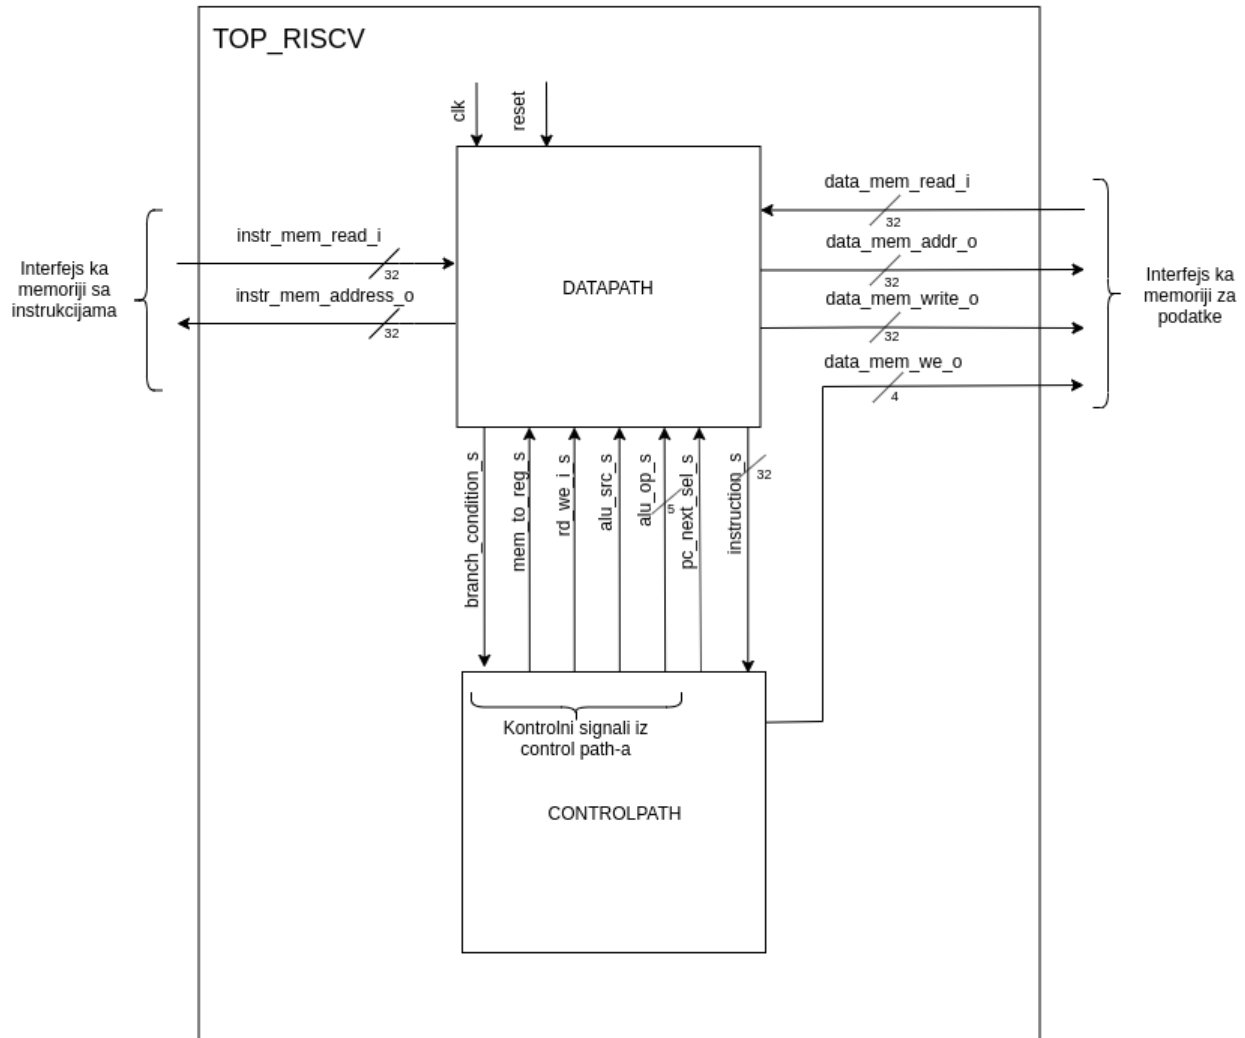 TOP_RISCV
clk
reset
data_mem_read_i
32
instr_mem_read_i
32
data_mem_addr_o
32
Interfejs ka
memoriji sa
instrukcijama
instr_mem_address_o
32
DATAPATH
Interfejs ka
memoriji za
podatke
data_mem_write_o
32
data_mem_we_o
4
branch_condition_s
mem_to_reg_s
rd_we_i_s
alu_src_s
alu_op_s
5
pc_next_sel_s
instruction_s
32
Kontrolni signali iz
control path-a
CONTROLPATH